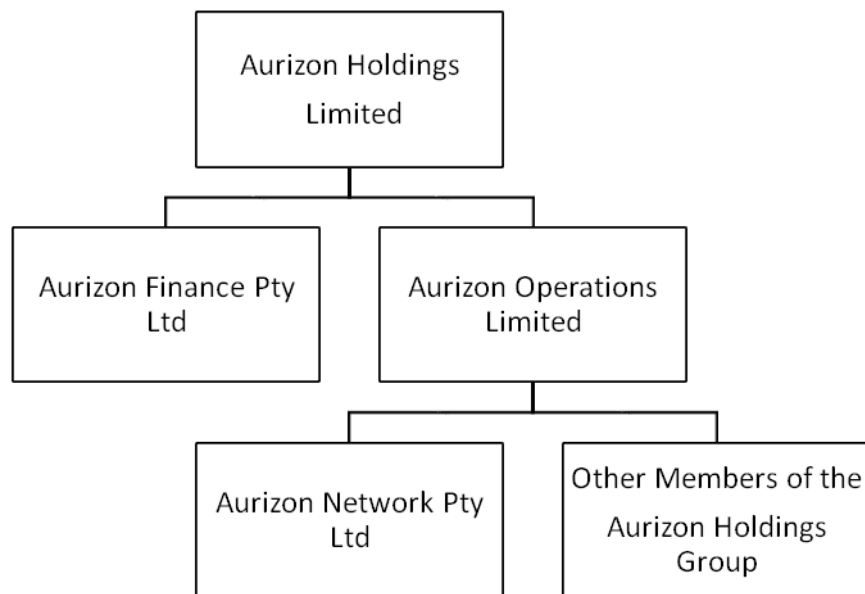 Aurizon Holdings
Limited
Aurizon Finance Pty
Ltd
Aurizon Operations
Limited
Aurizon Network Pty
Ltd
Other Members of the
Aurizon Holdings
Group